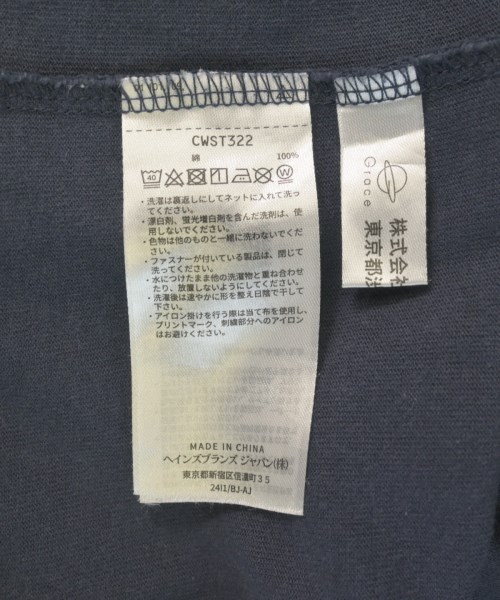 CWST322
綿 100%
40
・洗濯は裏返しにしてネットに入れて洗っ
てください。
・漂白剤、蛍光増白剤を含んだ洗剤は、使
用しないでください。
・色物は他のものと一緒に洗わないでくだ
さい。
・ファスナーが付いている製品は、閉じて
洗ってください。
・水につけたまま他の洗濯物と重ね合わせ
たり、放置しないようにしてください。
・洗濯後は速やかに形を整え日陰で干して
下さい。
・アイロン掛けを行う際は当て布を使用し、
プリントマーク、刺繍部分へのアイロン
はお避けください。
MADE IN CHINA
ヘインズブランズ ジャパン(株)
東京都新宿区信濃町35
24I1/BJ-AJ
Grace
株式会社
東京都